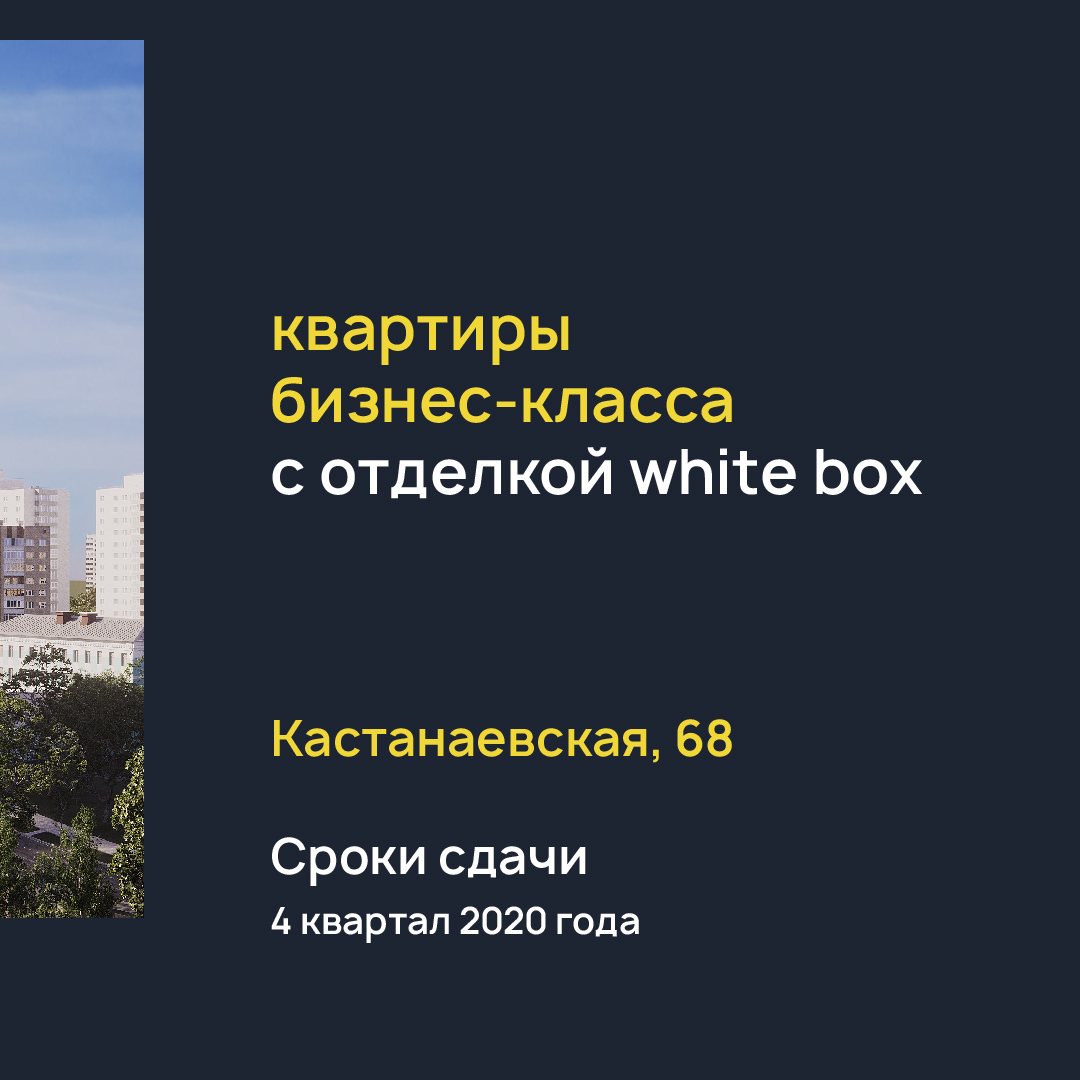 квартиры
бизнес-класса
с отделкой white box
Кастанаевская, 68
Сроки сдачи
4 квартал 2020 года